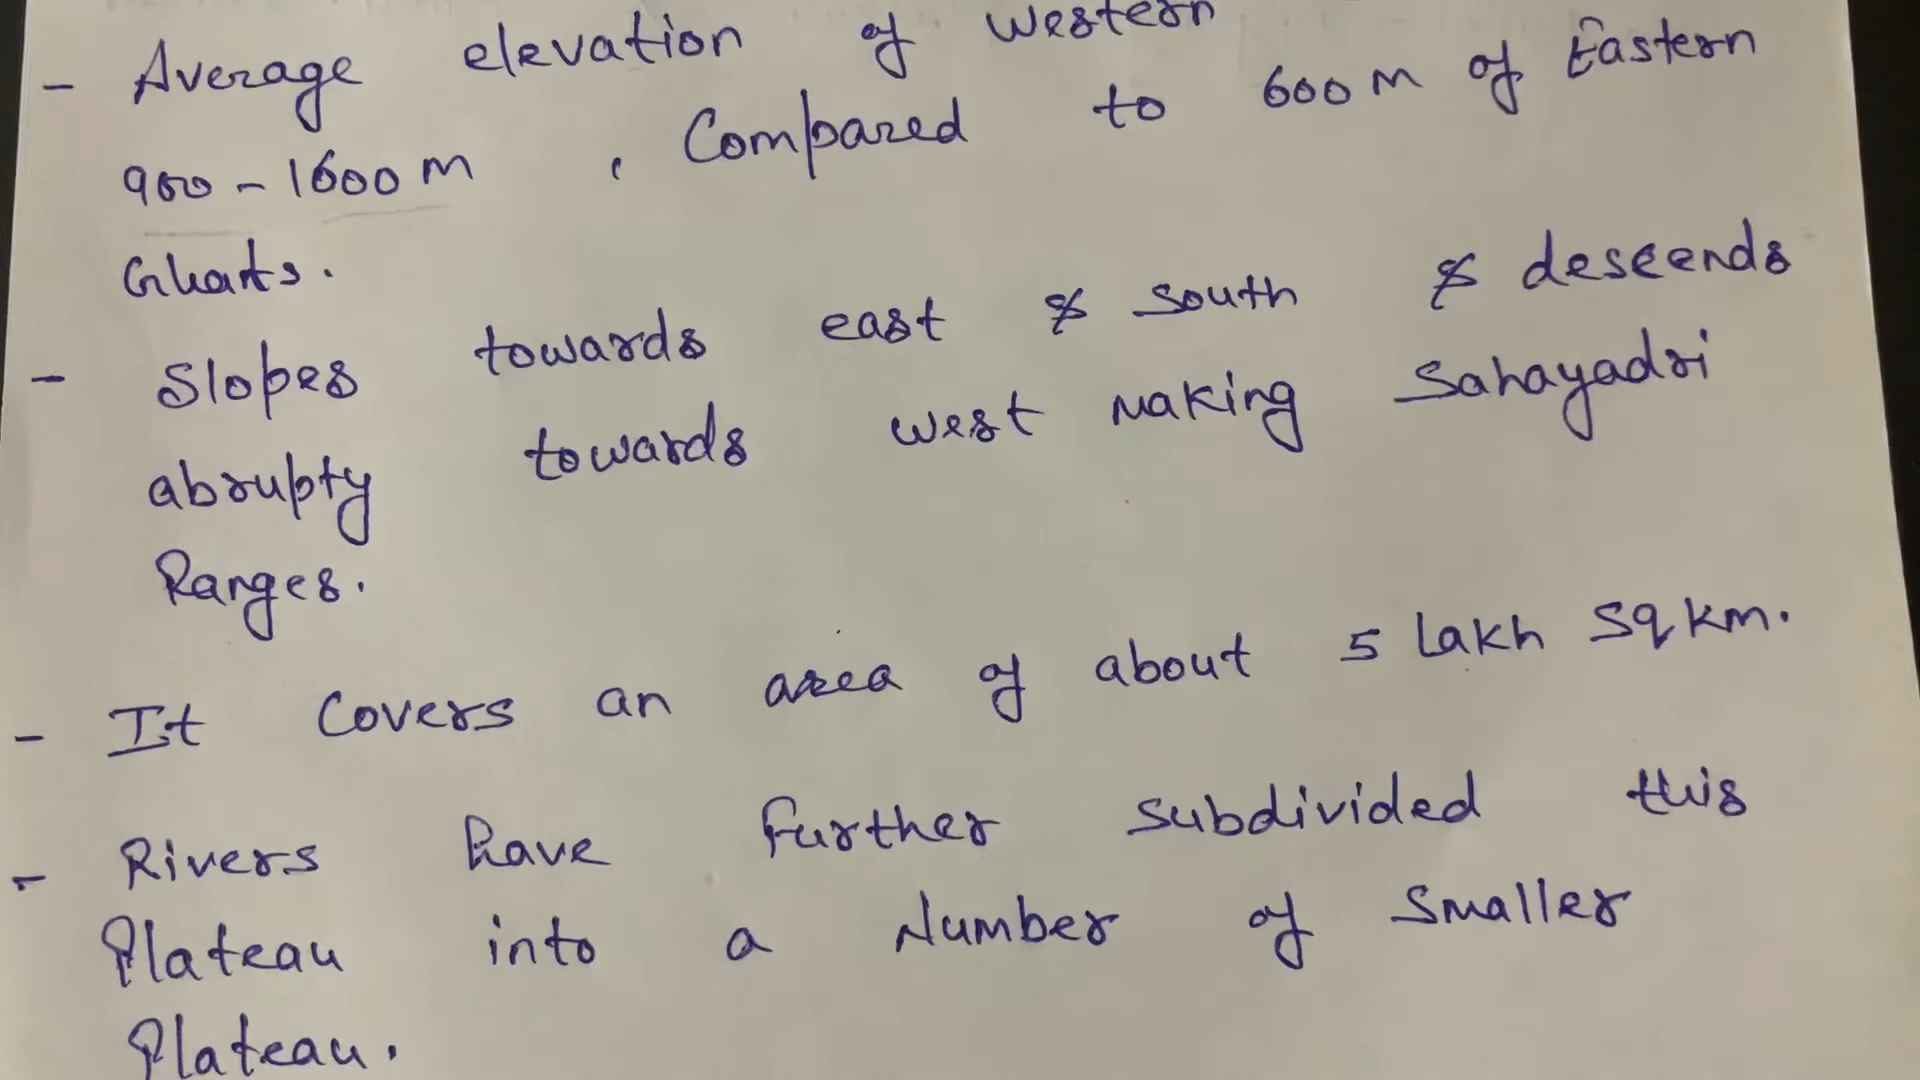 - Average elevation of Western
900 - 1600 m, Compared to 600 m of Eastern
Ghats.
- Slopes towards east & south & descends
abrupty towards west making Sahayadri
Ranges.
- It covers an area of about 5 lakh sq km.
- Rivers have further subdivided this
Plateau into a Number of smaller
Plateau.